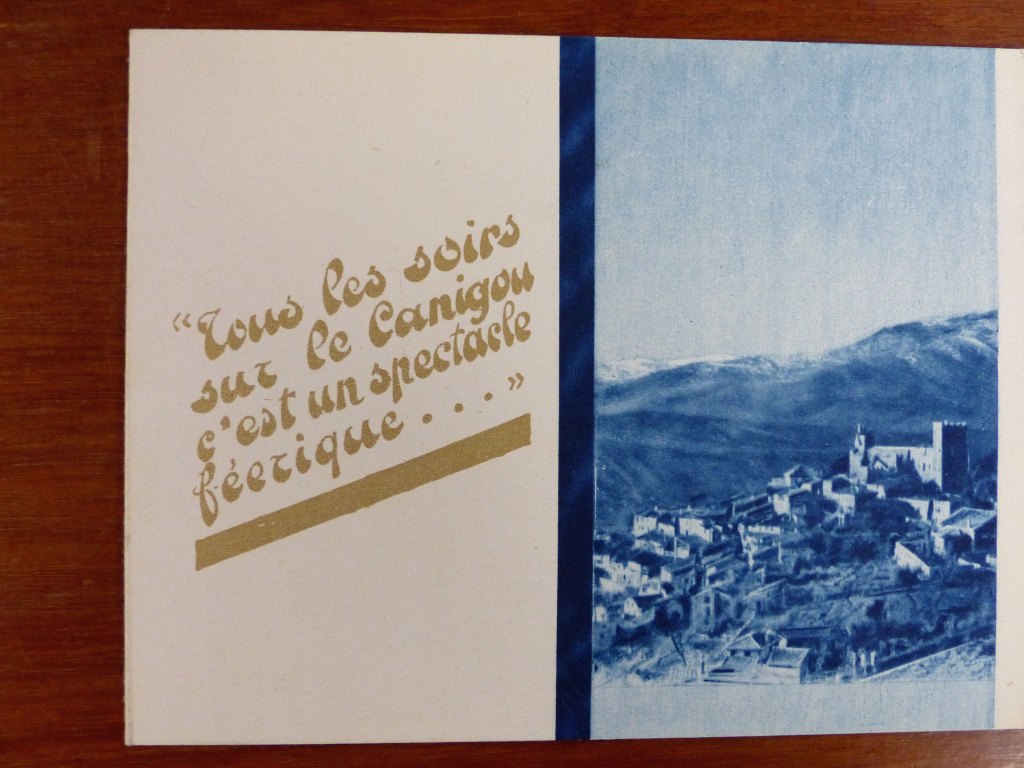 «Tous les soirs
sur le Canigou
c'est un spectacle
féerique...»